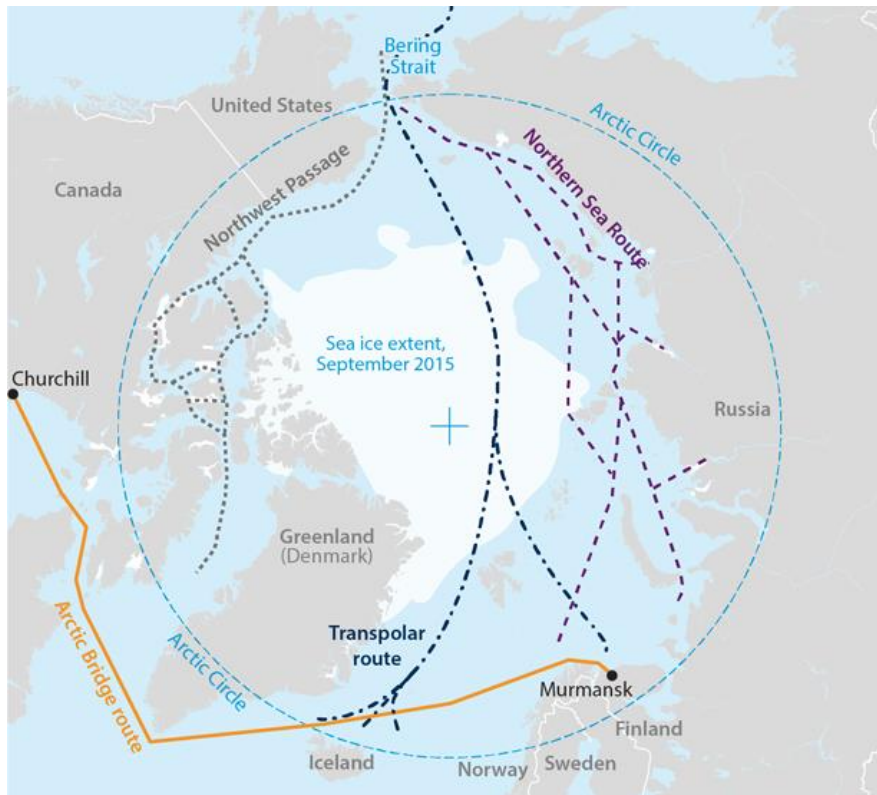 Bering
Strait
United States
Arctic Circle
Northern Sea Route
Canada
Northwest Passage
Sea ice extent,
September 2015
Churchill
Russia
Greenland
(Denmark)
Arctic Bridge route
Arctic Circle
Transpolar
route
Murmansk
Finland
Iceland
Norway
Sweden